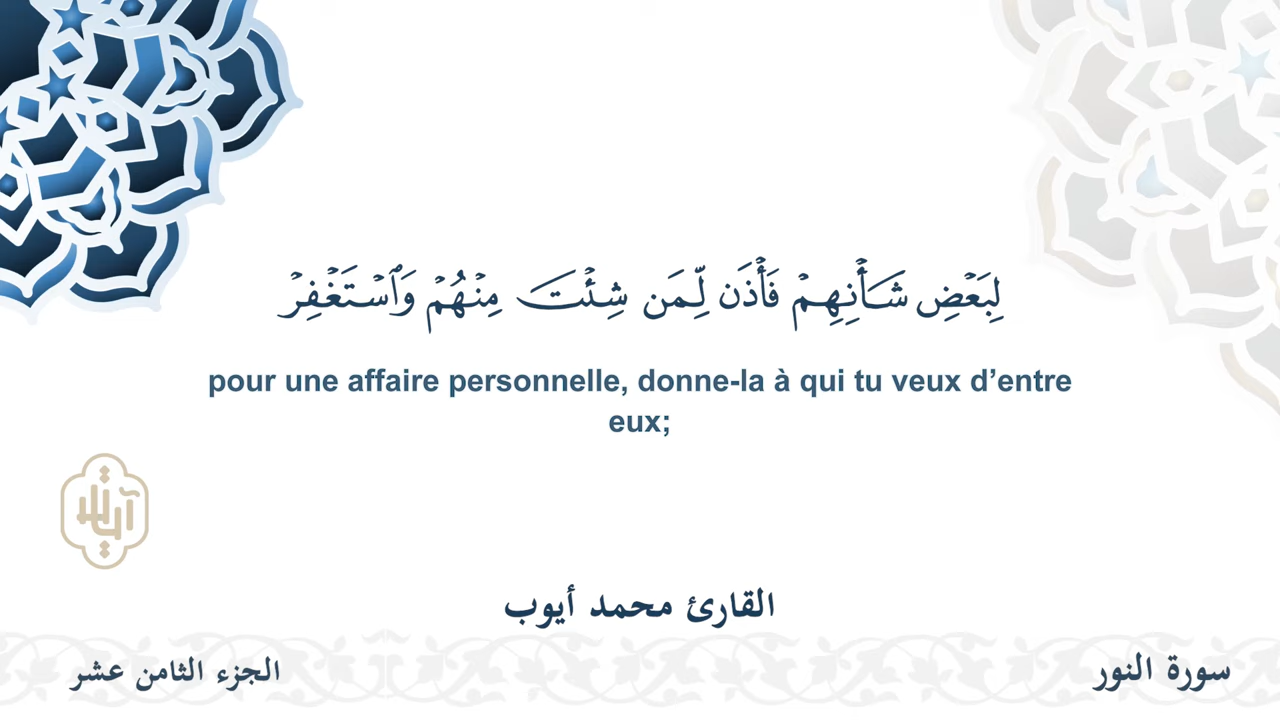 لِبَعْضِ شَأْنِهِمْ فَأْذَن لِّمَن شِئْتَ مِنْهُمْ وَٱسْتَغْفِرْ
pour une affaire personnelle, donne-la à qui tu veux d’entre
eux;
القارئ محمد أيوب
سورة النور
الجزء الثامن عشر